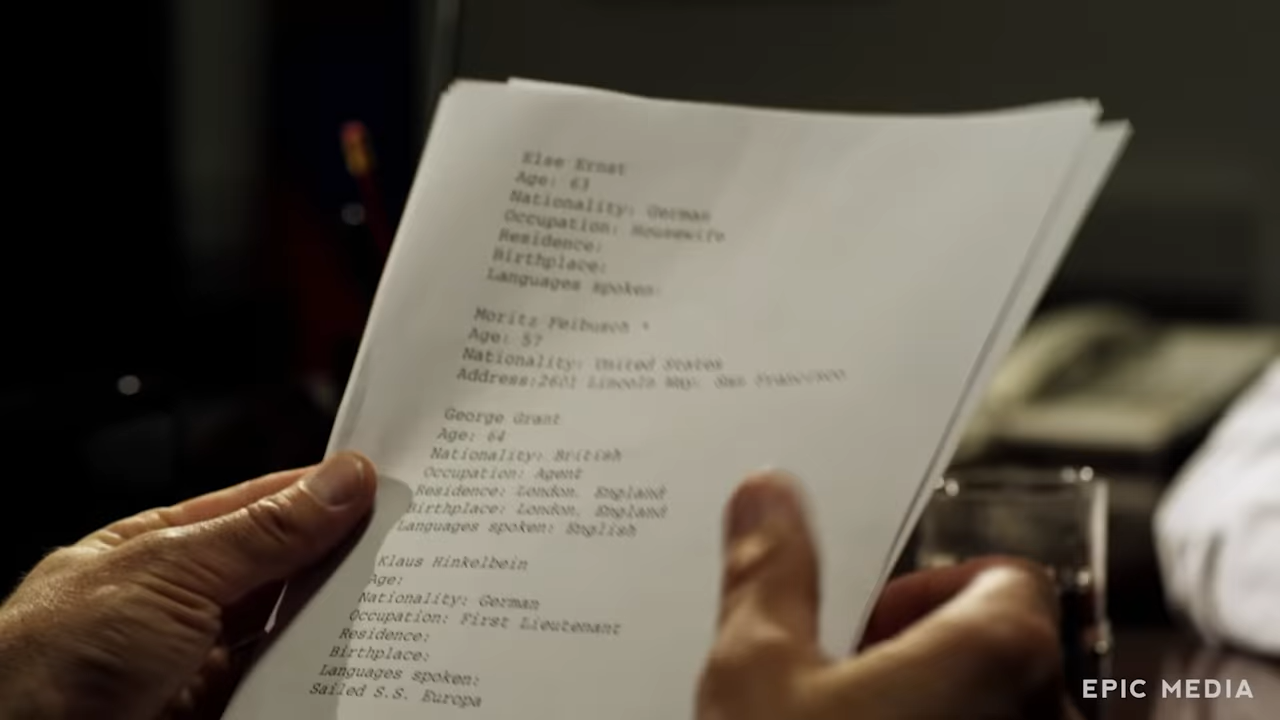 Else Ernst
Age: 63
Nationality: German
Occupation: Housewife
Residence:
Birthplace:
Languages spoken:
Moritz Feibusch *
Age: 57
Nationality: United States
Address:2601 Lincoln Way, San Francisco
George Grant
Age: 64
Nationality: British
Occupation: Agent
Residence: London, England
Birthplace: London, England
Languages spoken: English
Klaus Hinkelbein
Age:
Nationality: German
Occupation: First Lieutenant
Residence:
Birthplace:
Languages spoken:
Sailed S.S. Europa
EPIC MEDIA